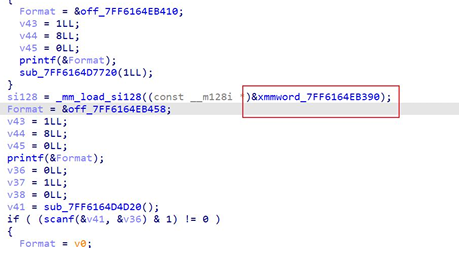 Format = &off_7FF6164EB410;
v43 = 1LL;
v44 = 8LL;
v45 = 0LL;
printf(&Format);
sub_7FF6164D7720(1LL);
}
si128 = _mm_load_si128((const __m128i *)&xmmword_7FF6164EB390);
Format = &off_7FF6164EB458;
v43 = 1LL;
v44 = 8LL;
v45 = 0LL;
printf(&Format);
v36 = 0LL;
v37 = 1LL;
v38 = 0LL;
v41 = sub_7FF6164D4D20();
if ( (scanf(&v41, &v36) & 1) != 0 )
{
Format = v0;